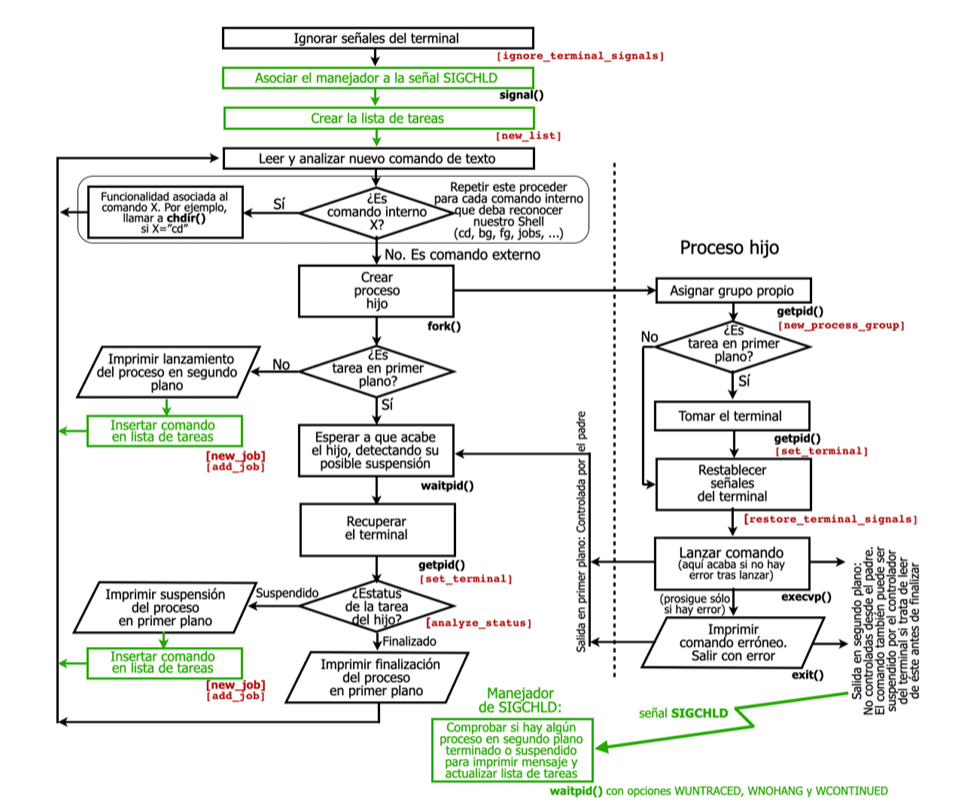 Ignorar señales del terminal
[ignore_terminal_signals]
Asociar el manejador a la señal SIGCHLD
signal()
Crear la lista de tareas
[new_list]
Leer y analizar nuevo comando de texto
Funcionalidad asociada al
comando X. Por ejemplo,
llamar a chdir()
si X="cd"
Sí
¿Es
comando interno
X?
Repetir este proceder
para cada comando interno
que deba reconocer
nuestro Shell
(cd, bg, fg, jobs, ...)
No. Es comando externo
Crear
proceso
hijo
fork()
¿Es
tarea en primer
plano?
No
Imprimir lanzamiento
del proceso en segundo
plano
Insertar comando
en lista de tareas
[new_job]
[add_job]
Sí
Esperar a que acabe
el hijo, detectando su
posible suspensión
waitpid()
Recuperar
el terminal
getpid()
[set_terminal]
¿Estatus
de la tarea
del hijo?
[analyze_status]
Suspendido
Imprimir suspensión
del proceso
en primer plano
Insertar comando
en lista de tareas
[new_job]
[add_job]
Finalizado
Imprimir finalización
del proceso
en primer plano
Proceso hijo
Asignar grupo propio
getpid()
[new_process_group]
¿Es
tarea en primer
plano?
No
Sí
Tomar el terminal
getpid()
[set_terminal]
Restablecer
señales
del terminal
[restore_terminal_signals]
Lanzar comando
(aquí acaba si no hay
error tras lanzar)
execvp()
(prosigue sólo
si hay error)
Imprimir
comando erróneo.
Salir con error
exit()
Salida en primer plano: Controlada por el padre
Salida en segundo plano:
No controladas desde el padre.
El comando también puede ser
suspendido por el controlador
del terminal si trata de leer
de éste antes de finalizar
señal SIGCHLD
Manejador
de SIGCHLD:
Comprobar si hay algún
proceso en segundo plano
terminado o suspendido
para imprimir mensaje y
actualizar lista de tareas
waitpid() con opciones WUNTRACED, WNOHANG y WCONTINUED